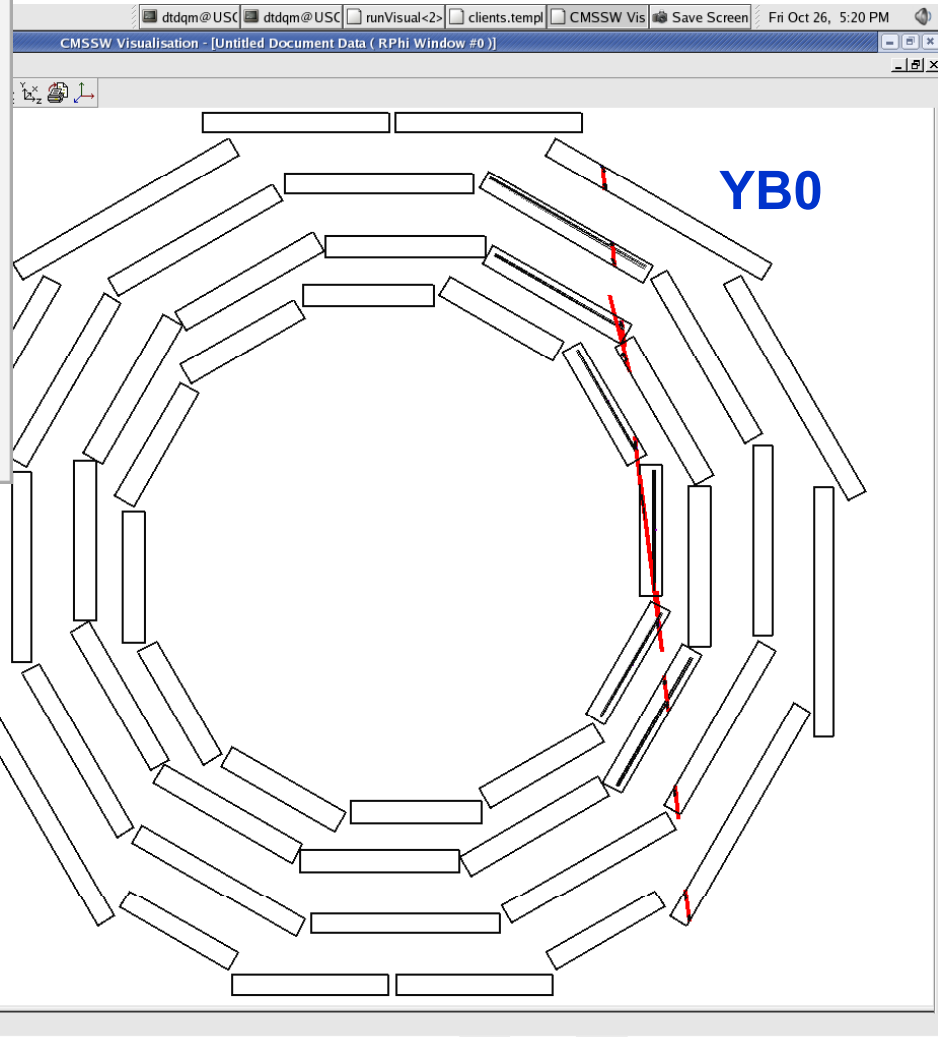 dtdqm@USC dtdqm@USC runVisual<2> clients.templ CMSSW Vis Save Screen Fri Oct 26, 5:20 PM
CMSSW Visualisation - [Untitled Document Data ( RPhi Window #0 )]
YB0